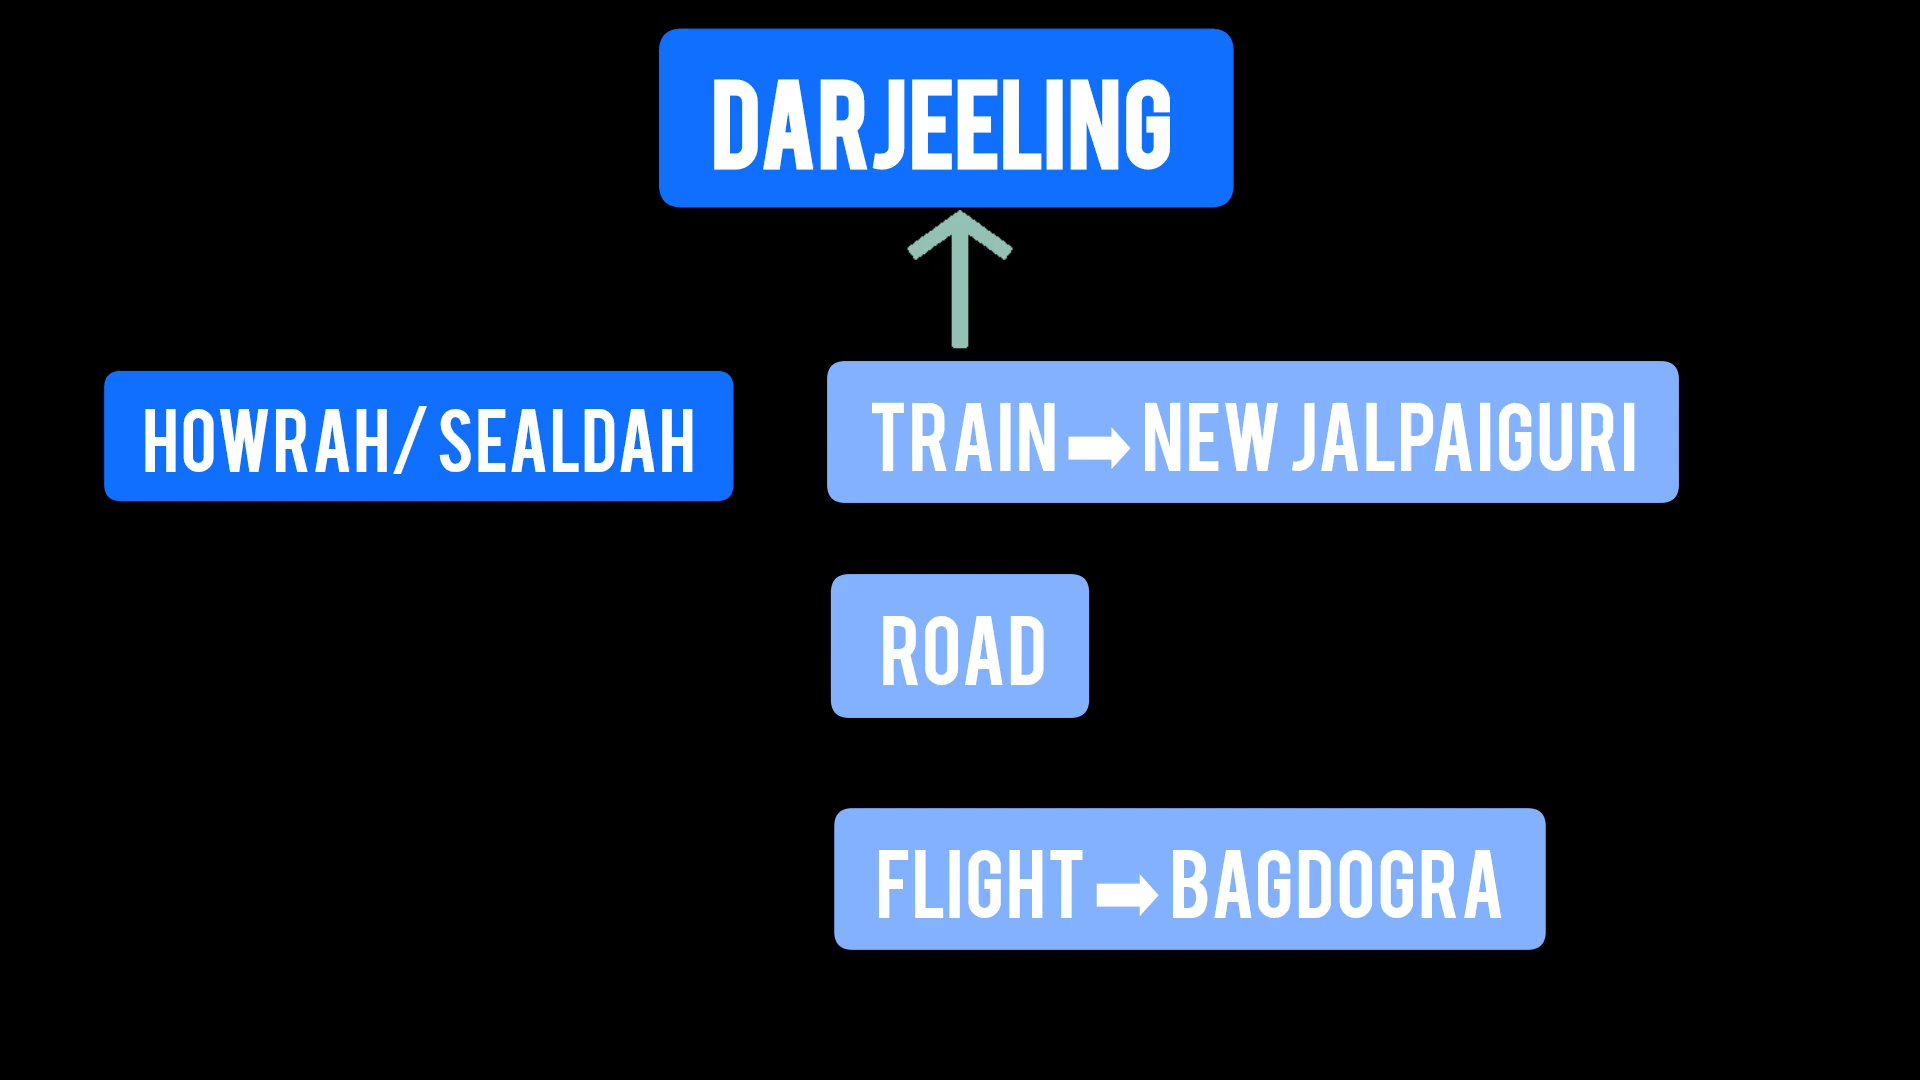 DARJEELING
HOWRAH/ SEALDAH
TRAIN ➡ NEW JALPAIGURI
ROAD
FLIGHT ➡ BAGDOGRA